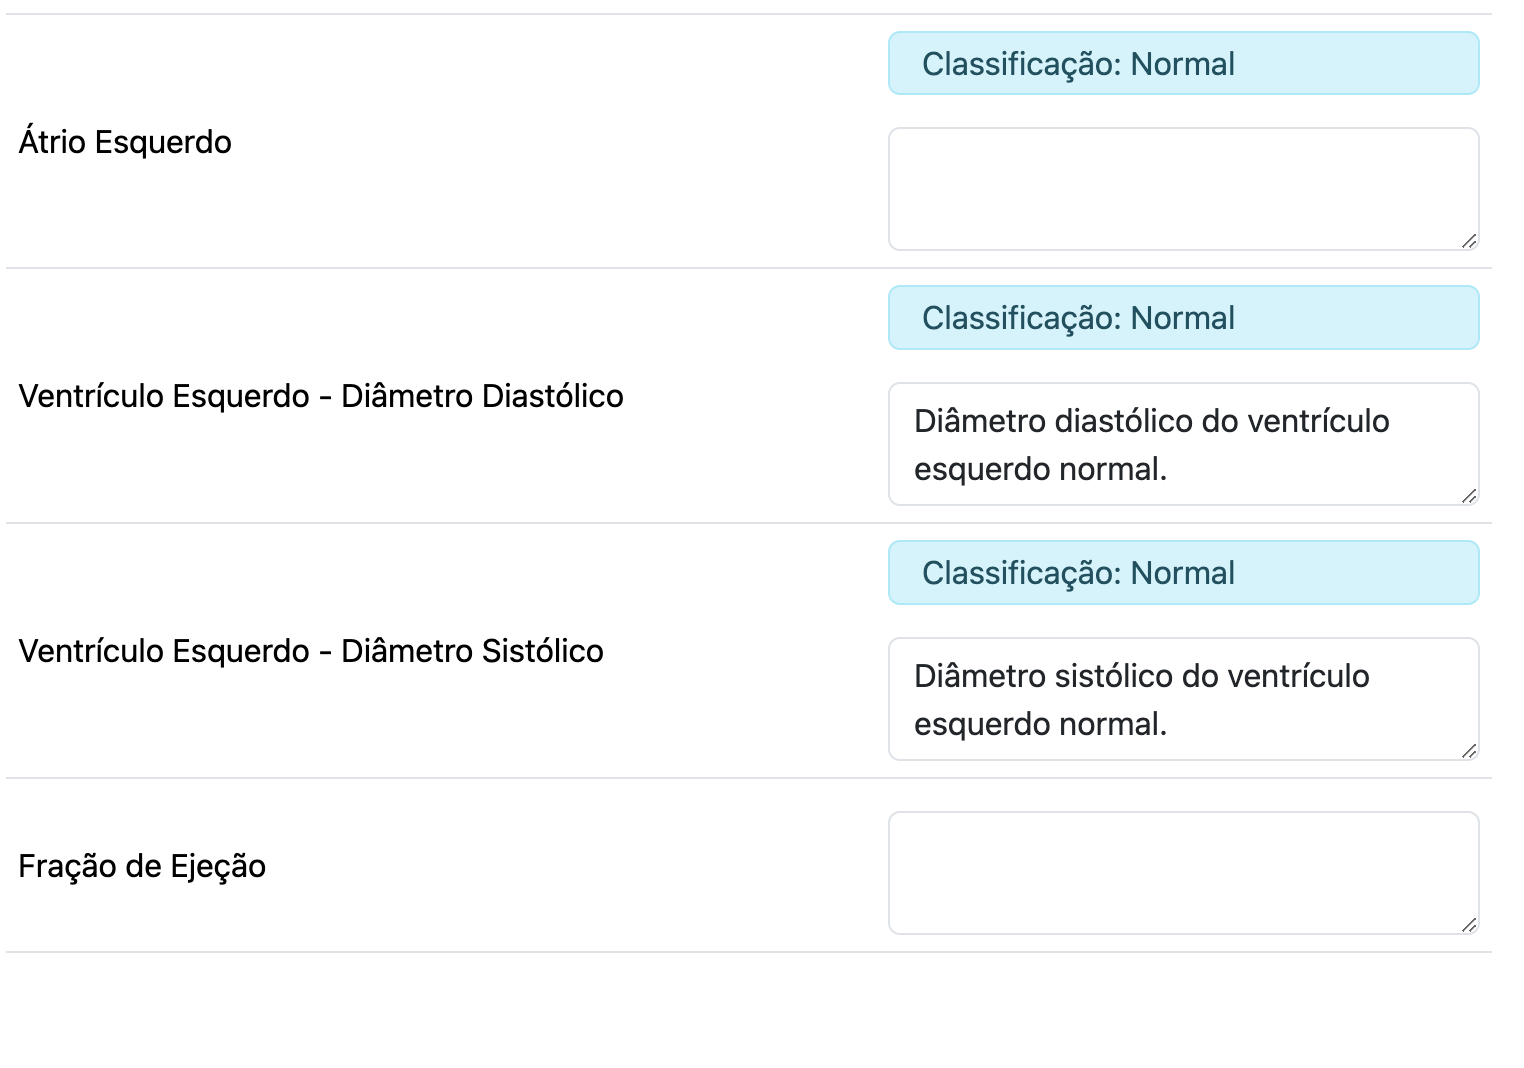 Classificação: Normal
Átrio Esquerdo
Classificação: Normal
Ventrículo Esquerdo - Diâmetro Diastólico
Diâmetro diastólico do ventrículo
esquerdo normal.
Classificação: Normal
Ventrículo Esquerdo - Diâmetro Sistólico
Diâmetro sistólico do ventrículo
esquerdo normal.
Fração de Ejeção